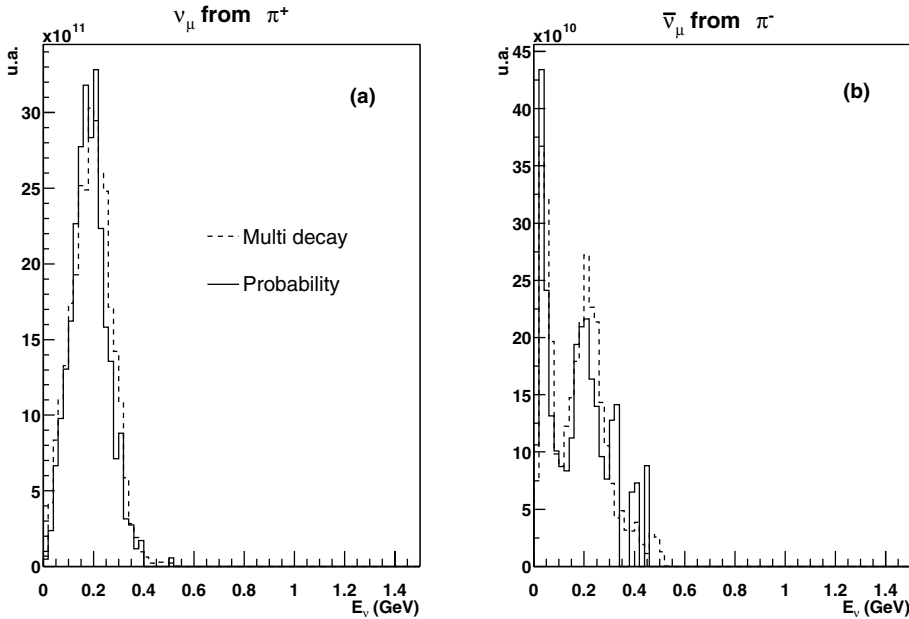 ν_μ from π⁺
u.a.
x10¹¹
(a)
30
25
20
15
10
5
0
Multi decay
Probability
0 0.2 0.4 0.6 0.8 1 1.2 1.4
E_ν (GeV)
ν̅_μ from π⁻
u.a.
x10¹⁰
(b)
45
40
35
30
25
20
15
10
5
0
0 0.2 0.4 0.6 0.8 1 1.2 1.4
E_ν (GeV)